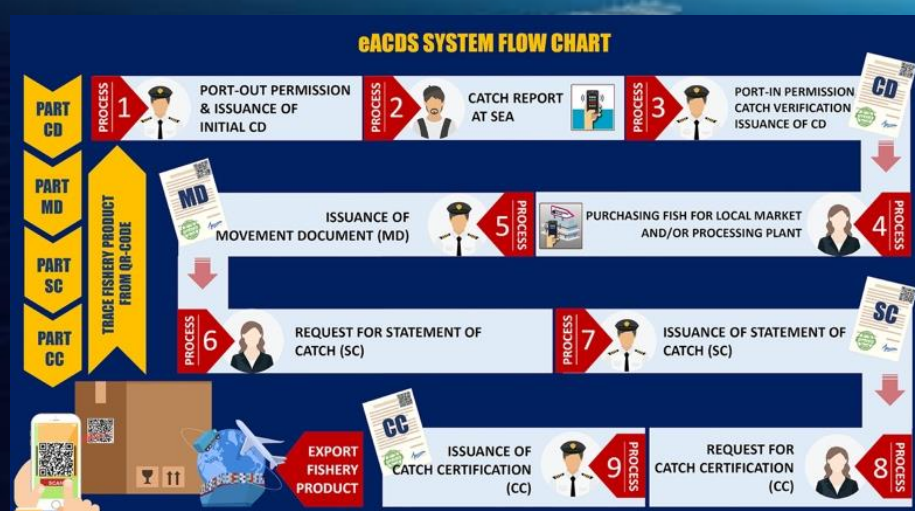 eACDS SYSTEM FLOW CHART
PART
CD
PART
MD
PART
SC
PART
CC
TRACE FISHERY PRODUCT
FROM QR-CODE
PROCESS
1
PORT-OUT PERMISSION
& ISSUANCE OF
INITIAL CD
PROCESS
2
CATCH REPORT
AT SEA
PROCESS
3
PORT-IN PERMISSION
CATCH VERIFICATION
ISSUANCE OF CD
CD
PROCESS
4
PURCHASING FISH FOR LOCAL MARKET
AND/OR PROCESSING PLANT
PROCESS
5
ISSUANCE OF
MOVEMENT DOCUMENT (MD)
MD
PROCESS
6
REQUEST FOR STATEMENT OF
CATCH (SC)
PROCESS
7
ISSUANCE OF STATEMENT OF
CATCH (SC)
SC
PROCESS
8
REQUEST FOR
CATCH CERTIFICATION
(CC)
PROCESS
9
ISSUANCE OF
CATCH CERTIFICATION
(CC)
CC
EXPORT
FISHERY
PRODUCT
SCAN